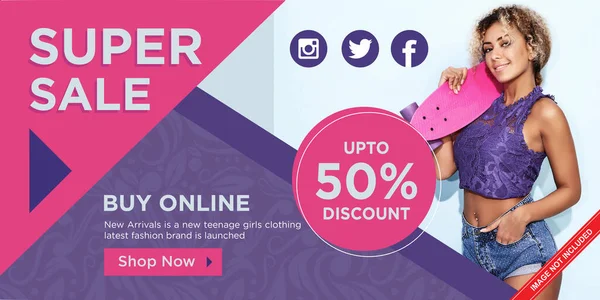 SUPER
SALE
UPTO
50%
DISCOUNT
BUY ONLINE
New Arrivals is a new teenage girls clothing
latest fashion brand is launched
Shop Now
IMAGE NOT INCLUDED